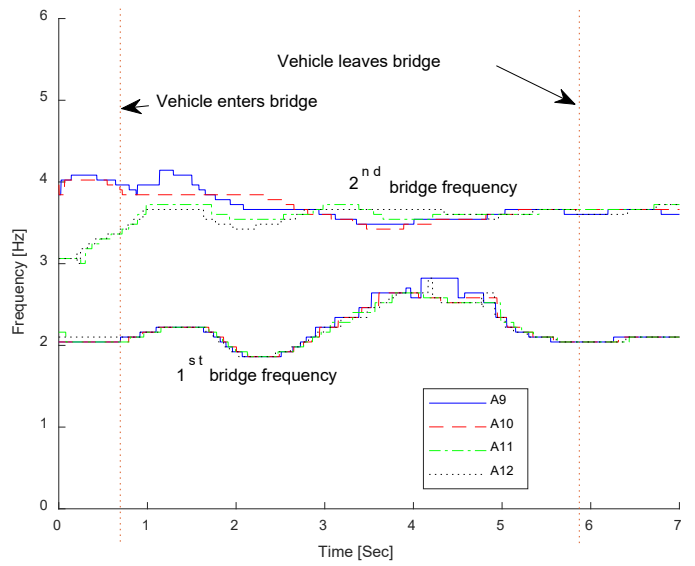 6
Vehicle leaves bridge
5
Vehicle enters bridge
4
2nd bridge frequency
3
Frequency [Hz]
2
1st bridge frequency
A9
A10
A11
A12
1
0
0 1 2 3 4 5 6 7
Time [Sec]